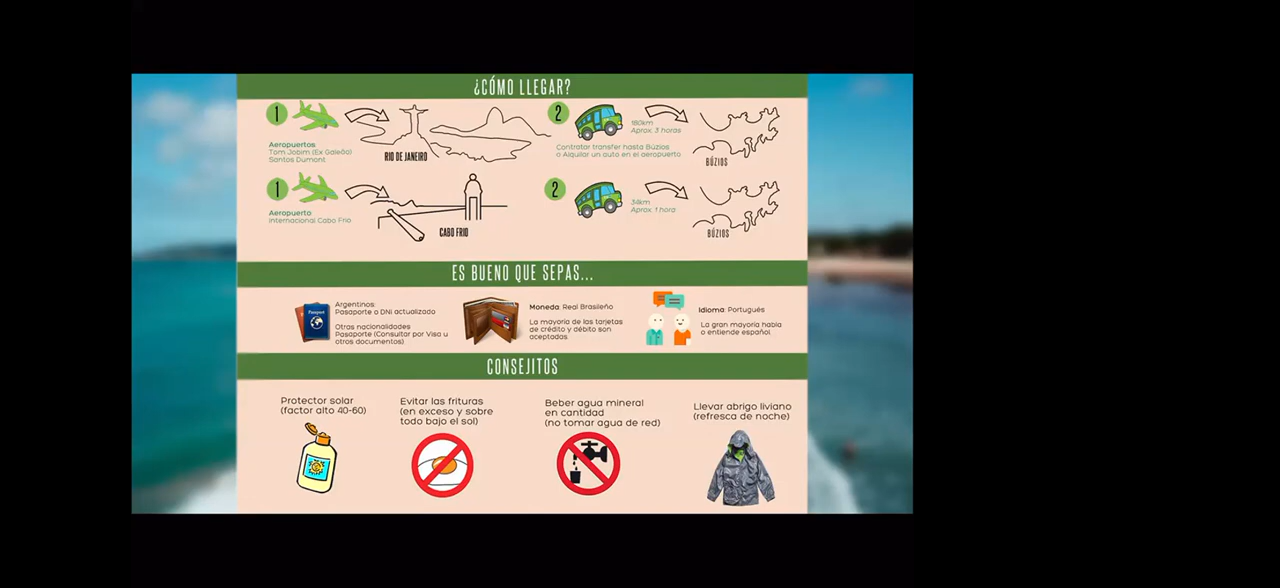 ¿CÓMO LLEGAR?
1
Aeropuertos:
Tom Jobim (Ex Galeão)
Santos Dumont
RIO DE JANEIRO
2
180km
Aprox. 3 horas
Contratar transfer hasta Búzios
o Alquilar un auto en el aeropuerto
BÚZIOS
1
Aeropuerto
Internacional Cabo Frio
CABO FRIO
2
34km
Aprox. 1 hora
BÚZIOS
ES BUENO QUE SEPAS...
Passport
Argentinos:
Pasaporte o DNI actualizado
Otras nacionalidades
Pasaporte (Consultar por Visa u
otros documentos)
Moneda: Real Brasileño
La mayoría de las tarjetas
de crédito y débito son
aceptadas.
Idioma: Portugués
La gran mayoría habla
o entiende español
CONSEJITOS
Protector solar
(factor alto 40-60)
Evitar las frituras
(en exceso y sobre
todo bajo el sol)
Beber agua mineral
en cantidad
(no tomar agua de red)
Llevar abrigo liviano
(refresca de noche)